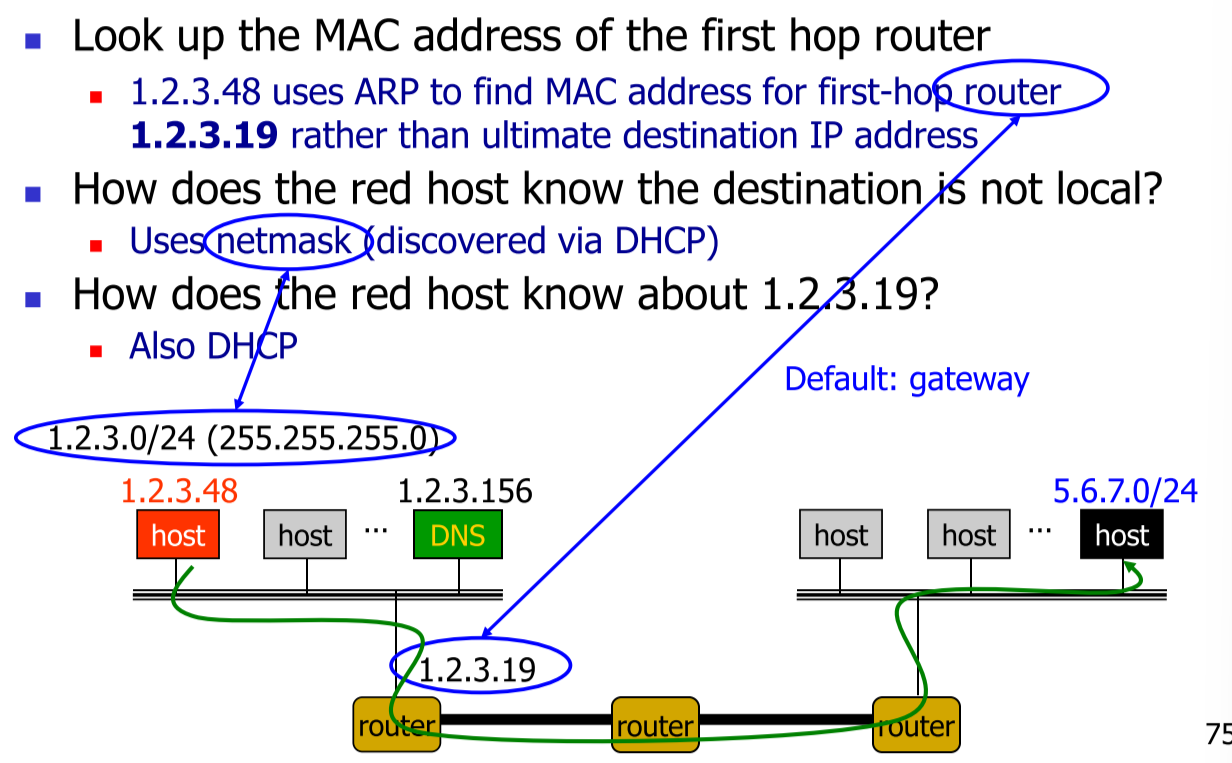 Look up the MAC address of the first hop router
1.2.3.48 uses ARP to find MAC address for first-hop router
1.2.3.19 rather than ultimate destination IP address
How does the red host know the destination is not local?
Uses netmask (discovered via DHCP)
How does the red host know about 1.2.3.19?
Also DHCP
Default: gateway
1.2.3.0/24 (255.255.255.0)
1.2.3.48 1.2.3.156 5.6.7.0/24
host host ... DNS host host ... host
1.2.3.19
router router router
75